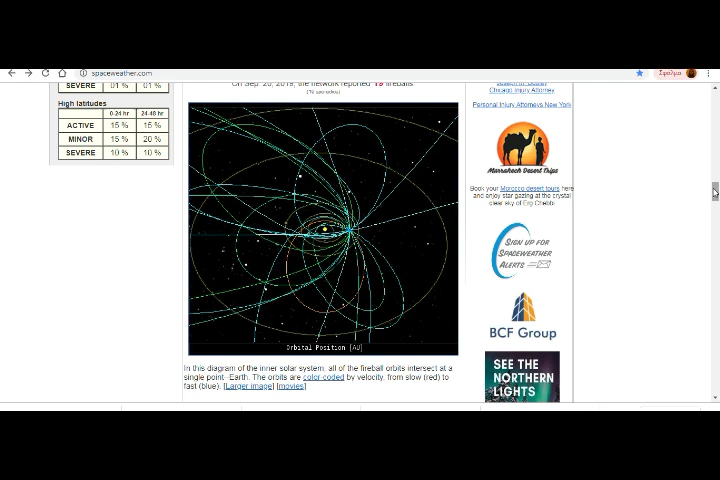 spaceweather.com
Σφάλμα
SEVERE 01 % 01 %
High latitudes
0-24 hr 24-48 hr
ACTIVE 15 % 15 %
MINOR 15 % 20 %
SEVERE 10 % 10 %
On Sep. 20, 2019, the network reported 19 fireballs.
(19 sporadics)
Orbital Position [AU]
In this diagram of the inner solar system, all of the fireball orbits intersect at a
single point--Earth. The orbits are color coded by velocity, from slow (red) to
fast (blue). [Larger image] [movies]
Chicago Injury Attorney
Personal Injury Attorneys New York
Marrakech Desert Trips
Book your Morocco desert tours here
and enjoy star gazing at the crystal
clear sky of Erg Chebbi
SIGN UP FOR
SPACEWEATHER
ALERTS
BCF Group
SEE THE
NORTHERN
LIGHTS